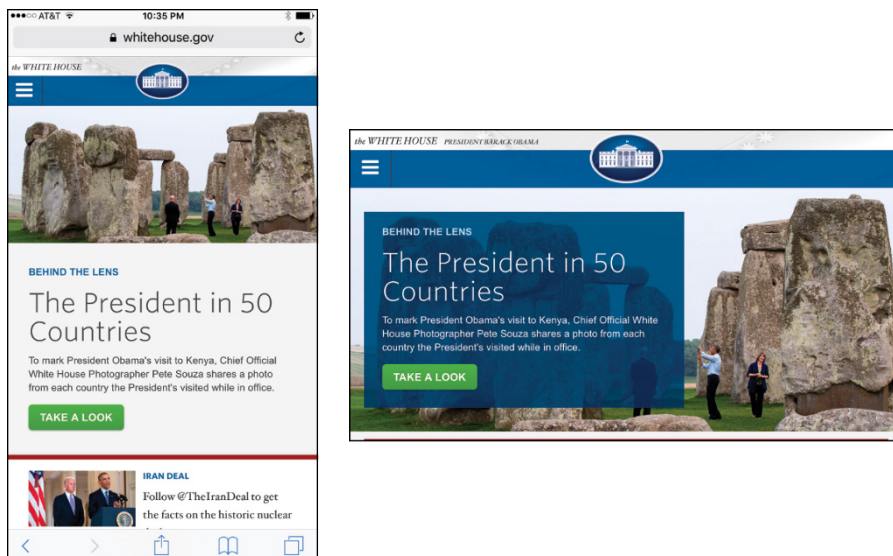 AT&T
10:35 PM
whitehouse.gov
the WHITE HOUSE
BEHIND THE LENS
The President in 50
Countries
To mark President Obama's visit to Kenya, Chief Official
White House Photographer Pete Souza shares a photo
from each country the President's visited while in office.
TAKE A LOOK
IRAN DEAL
Follow @TheIranDeal to get
the facts on the historic nuclear
the WHITE HOUSE PRESIDENT BARACK OBAMA
BEHIND THE LENS
The President in 50
Countries
To mark President Obama's visit to Kenya, Chief Official White
House Photographer Pete Souza shares a photo from each
country the President's visited while in office.
TAKE A LOOK